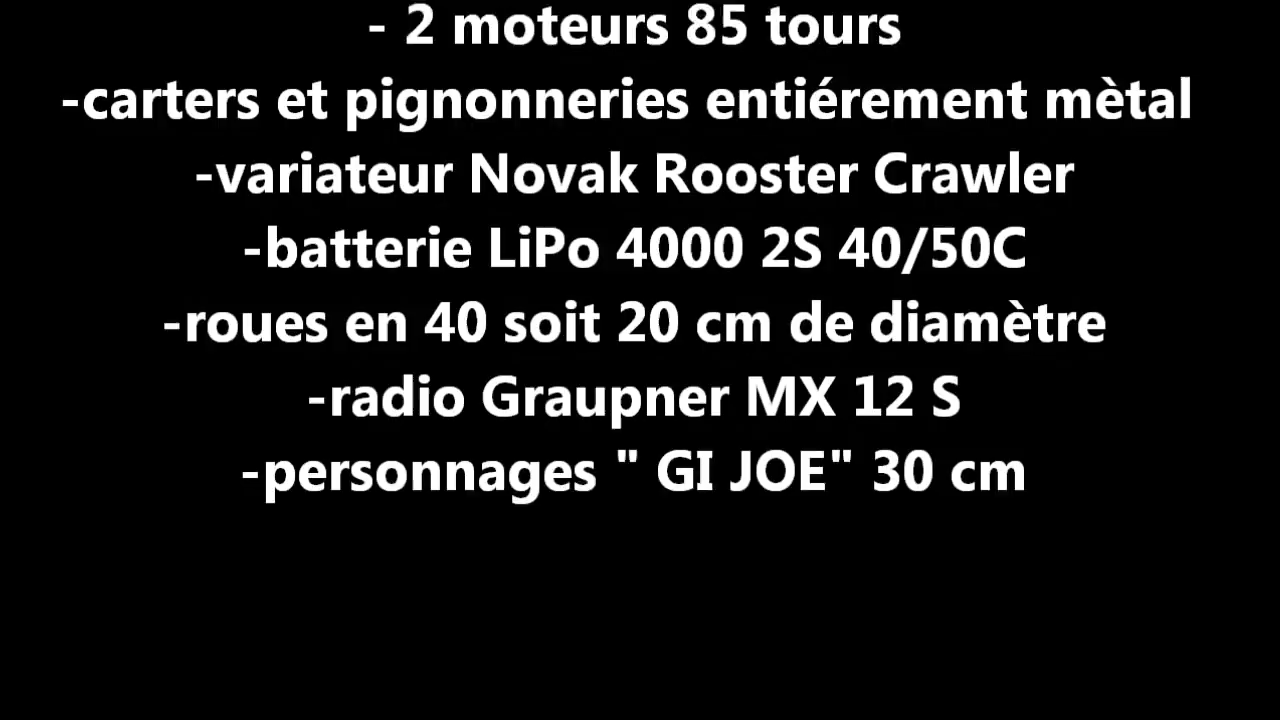 - 2 moteurs 85 tours
-carters et pignonneries entiérement mètal
-variateur Novak Rooster Crawler
-batterie LiPo 4000 2S 40/50C
-roues en 40 soit 20 cm de diamètre
-radio Graupner MX 12 S
-personnages " GI JOE" 30 cm